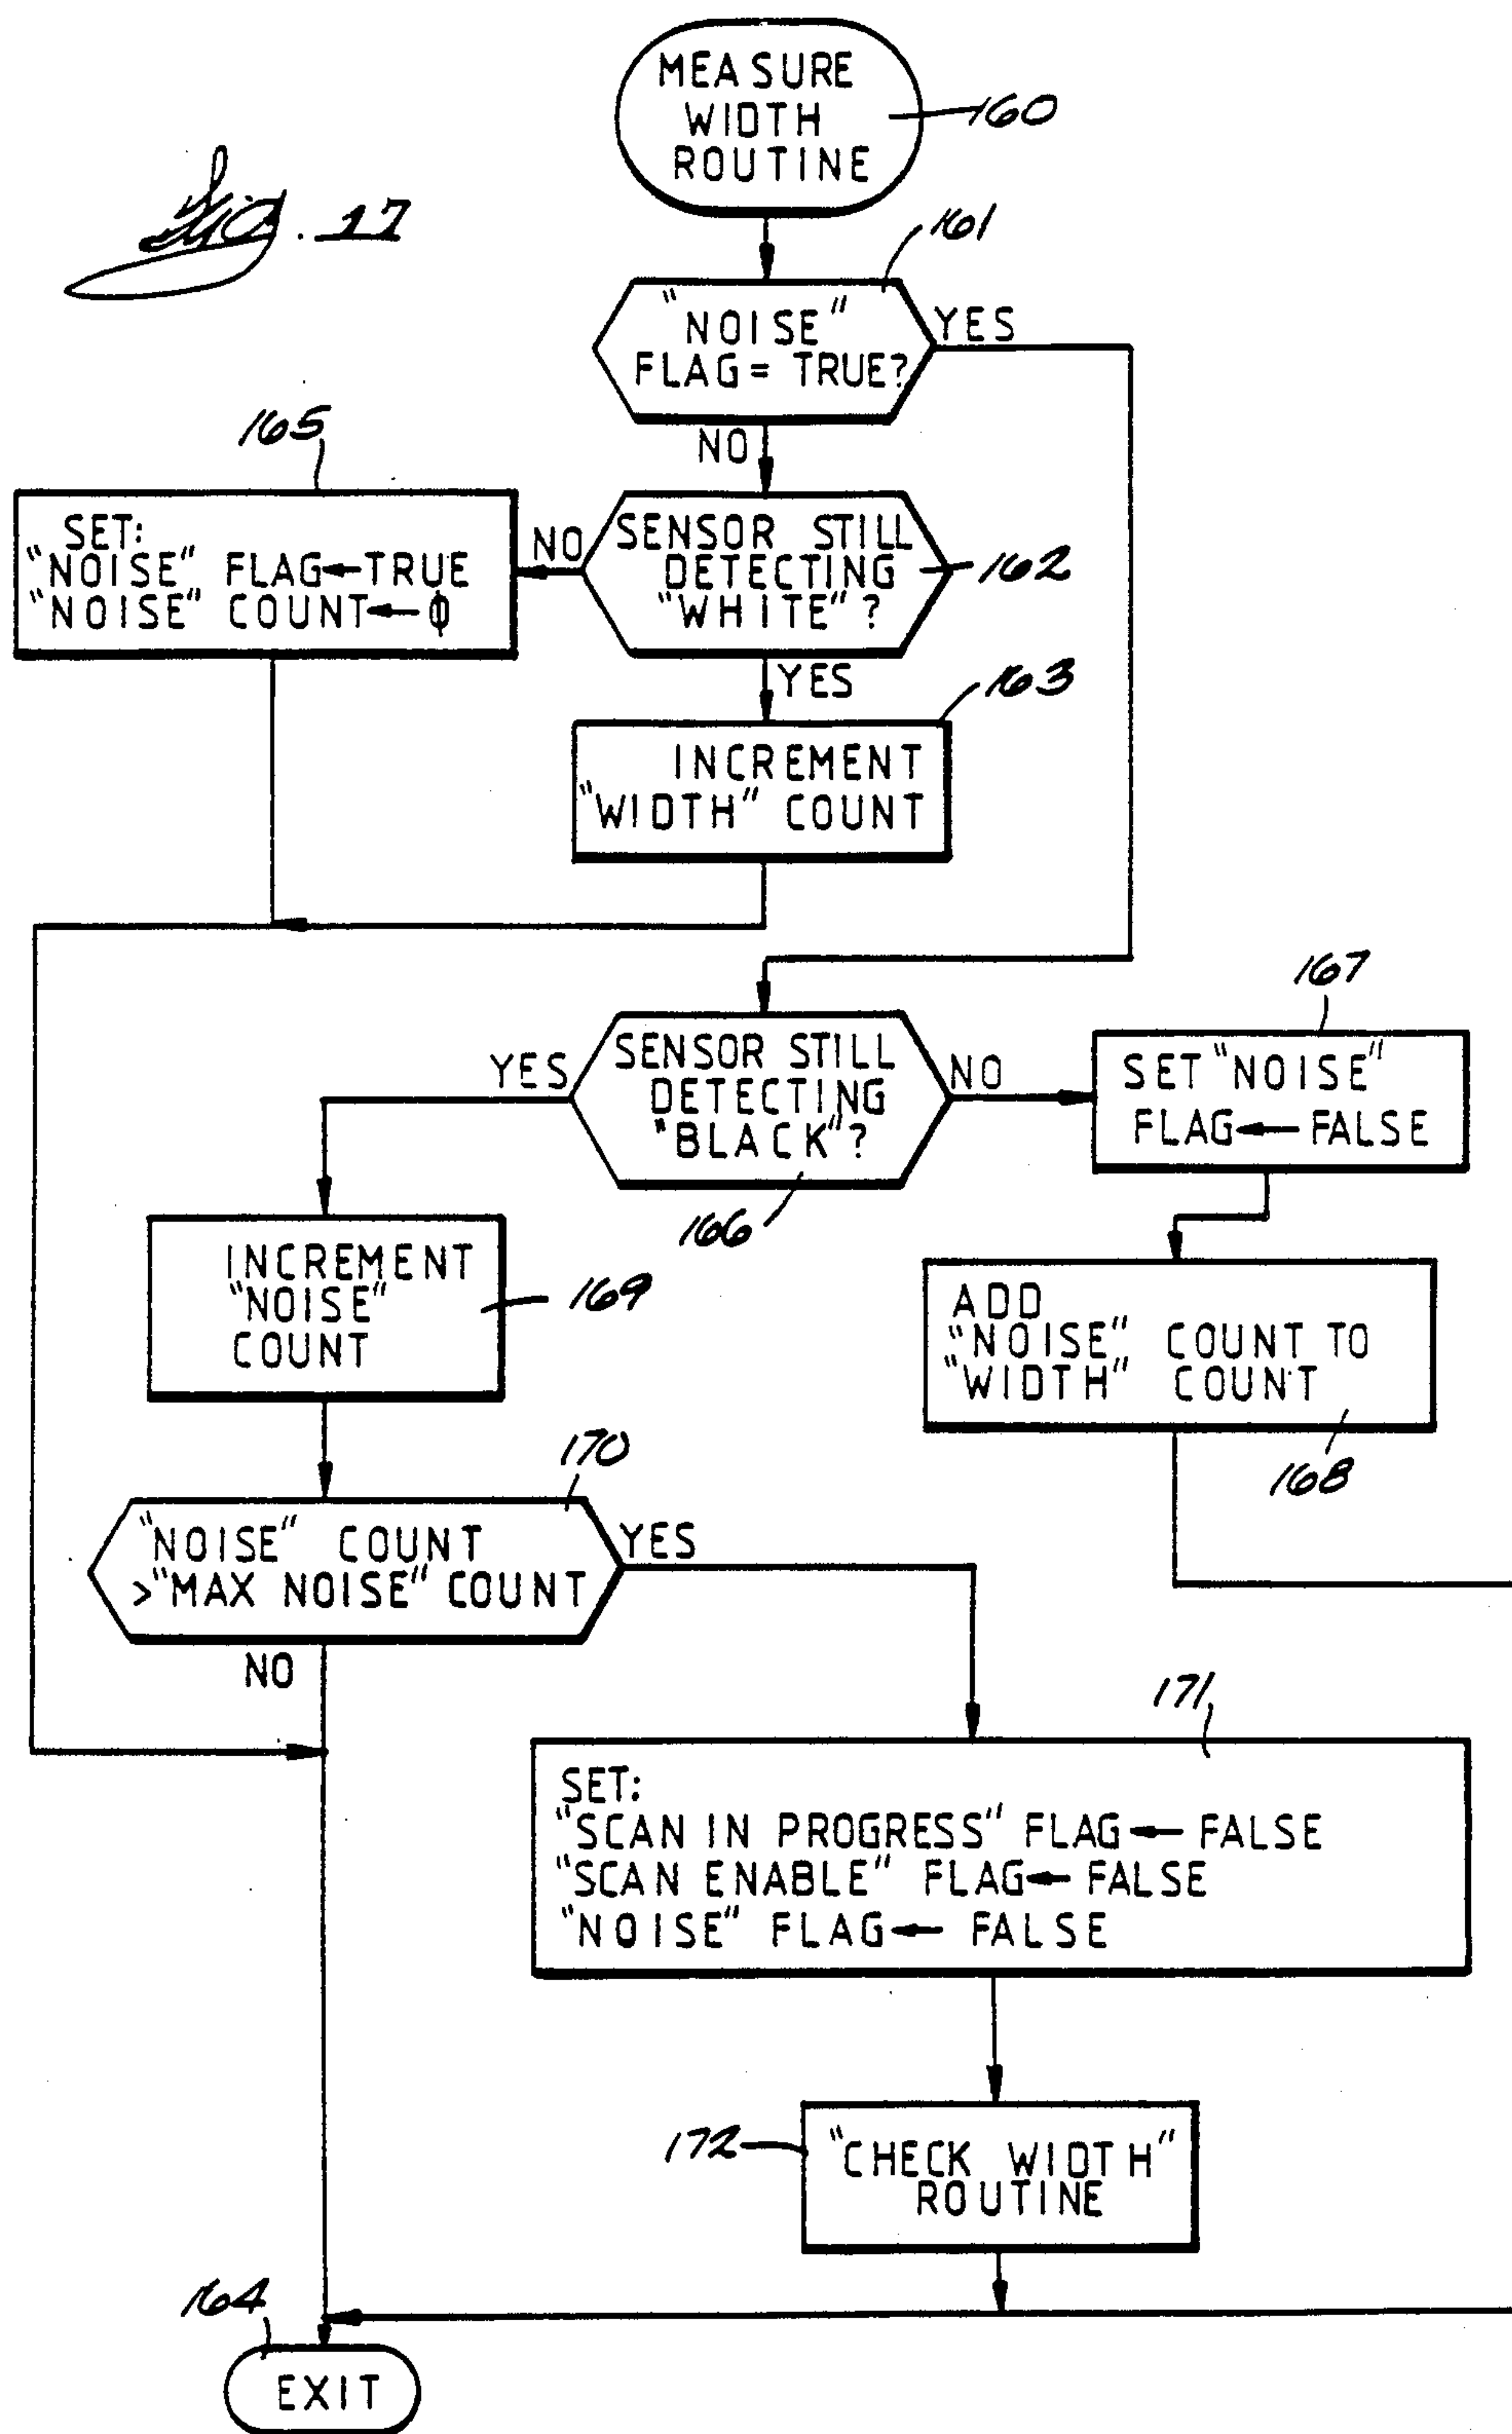 MEASURE
WIDTH
ROUTINE
160
Fig. 17
161
"NOISE"
FLAG = TRUE?
YES
NO
165
SET:
"NOISE" FLAG←TRUE
"NOISE" COUNT←φ
NO
SENSOR STILL
DETECTING
"WHITE"?
162
YES
163
INCREMENT
"WIDTH" COUNT
167
YES
SENSOR STILL
DETECTING
"BLACK"?
NO
166
SET "NOISE"
FLAG← FALSE
INCREMENT
"NOISE"
COUNT
169
ADD
"NOISE" COUNT TO
"WIDTH" COUNT
168
170
"NOISE" COUNT
>"MAX NOISE" COUNT
YES
NO
171
SET:
"SCAN IN PROGRESS" FLAG← FALSE
"SCAN ENABLE" FLAG← FALSE
"NOISE" FLAG← FALSE
172
"CHECK WIDTH"
ROUTINE
164
EXIT